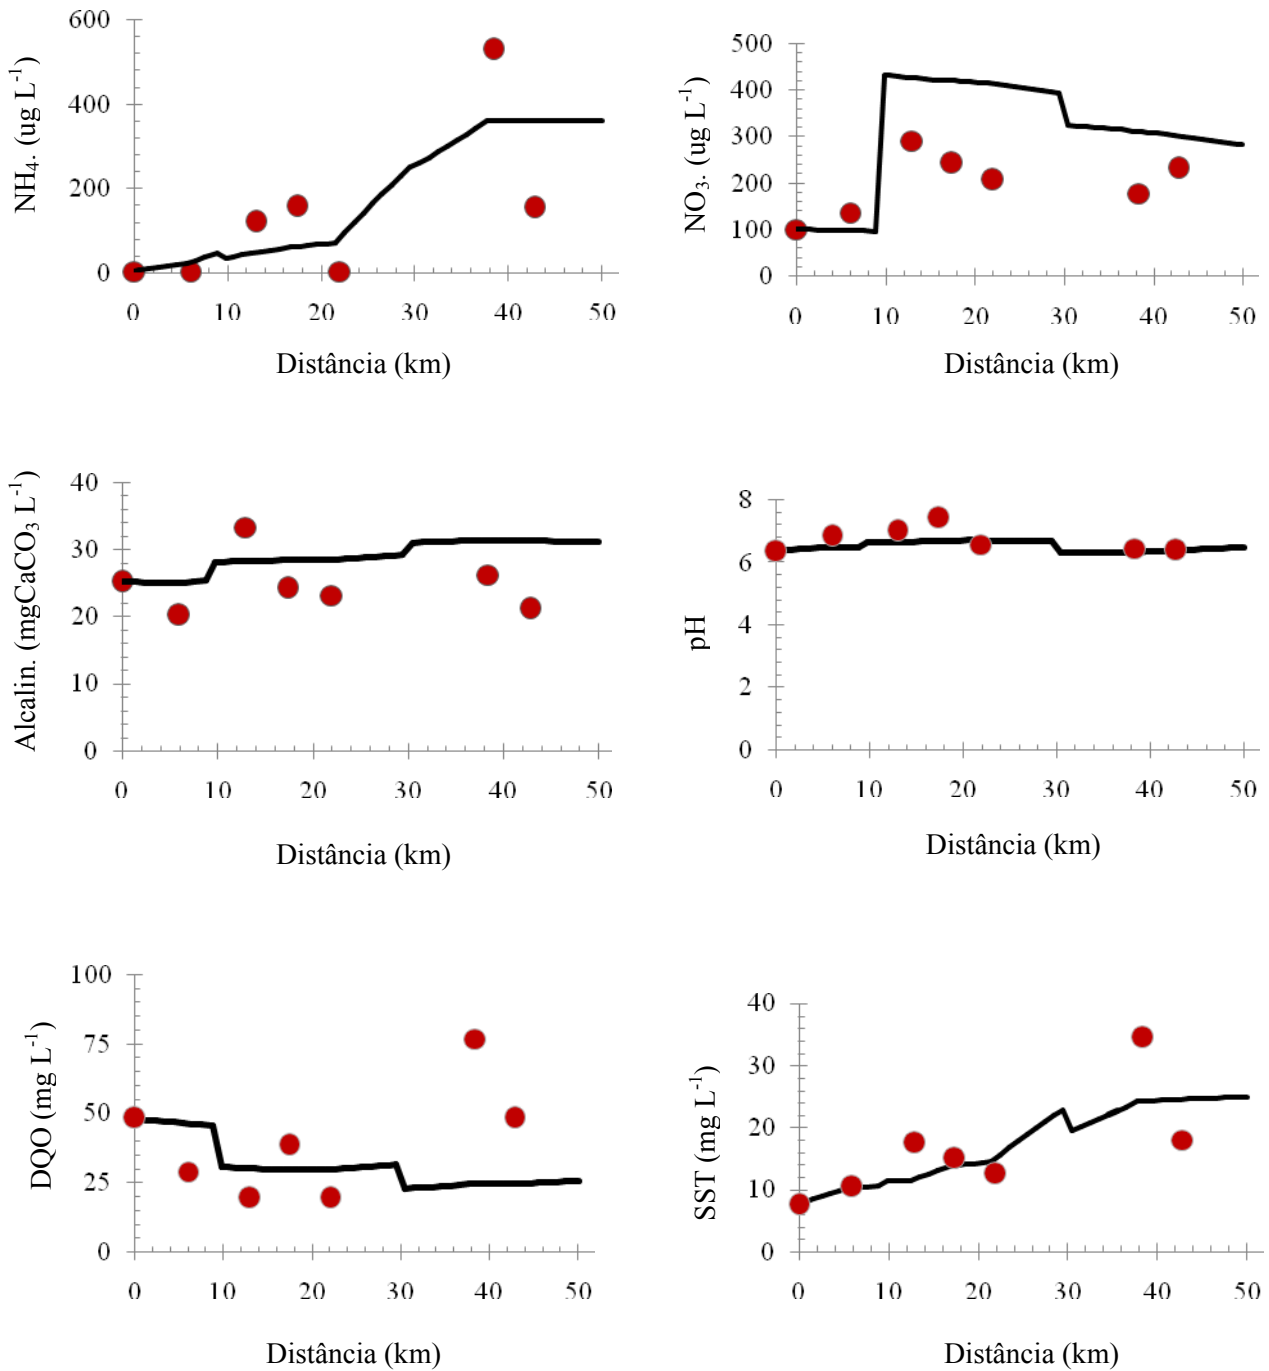 NH₄. (ug L⁻¹)
600
400
200
0
0 10 20 30 40 50
Distância (km)
NO₃. (ug L⁻¹)
500
400
300
200
100
0
0 10 20 30 40 50
Distância (km)
Alcalin. (mgCaCO₃ L⁻¹)
40
30
20
10
0
0 10 20 30 40 50
Distância (km)
pH
8
6
4
2
0
0 10 20 30 40 50
Distância (km)
DQO (mg L⁻¹)
100
75
50
25
0
0 10 20 30 40 50
Distância (km)
SST (mg L⁻¹)
40
30
20
10
0
0 10 20 30 40 50
Distância (km)